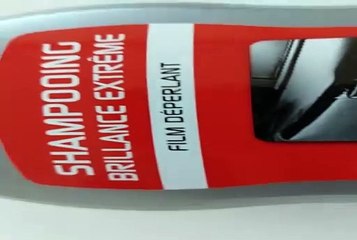 SHAMPOOING
BRILLANCE EXTRÊME
FILM DÉPERLANT